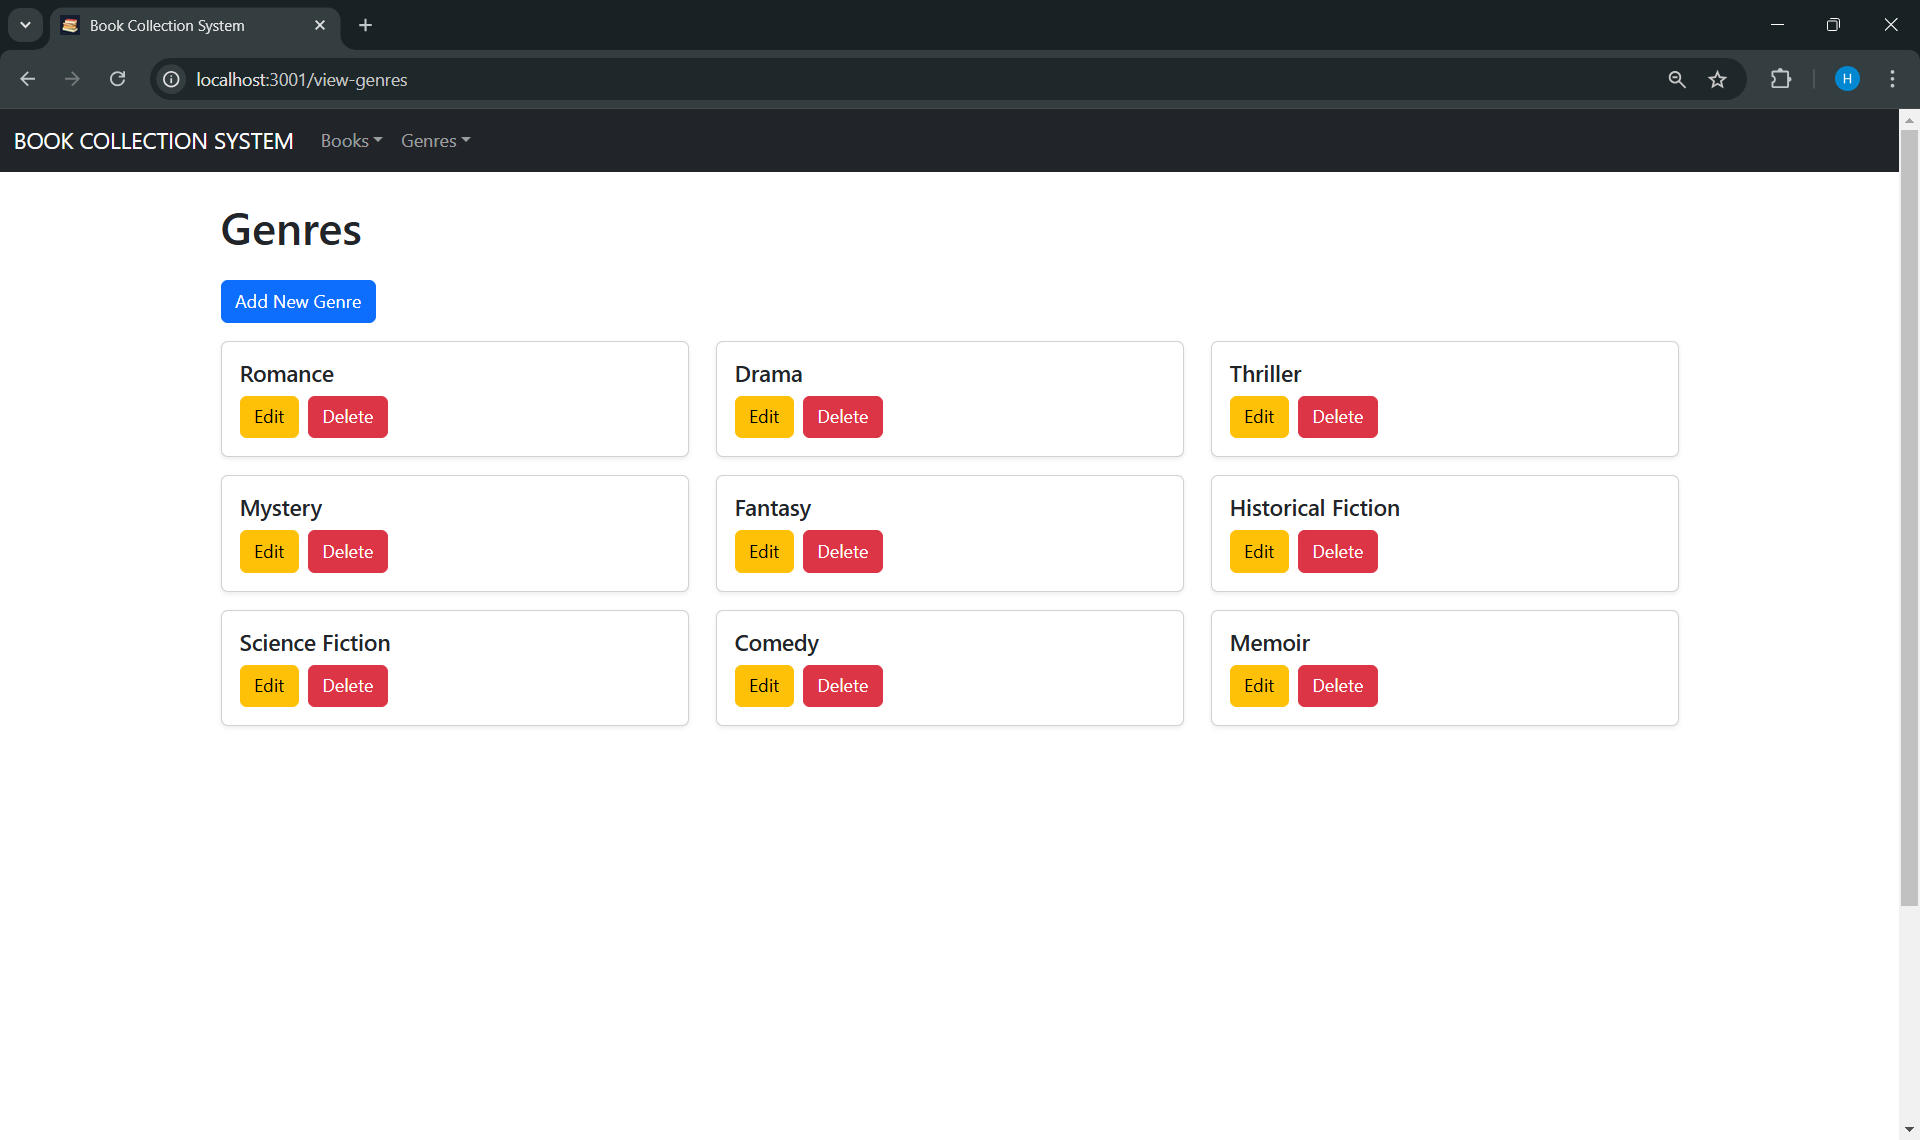 Book Collection System
localhost:3001/view-genres
H
BOOK COLLECTION SYSTEM Books Genres
Genres
Add New Genre
Romance
Edit Delete
Drama
Edit Delete
Thriller
Edit Delete
Mystery
Edit Delete
Fantasy
Edit Delete
Historical Fiction
Edit Delete
Science Fiction
Edit Delete
Comedy
Edit Delete
Memoir
Edit Delete